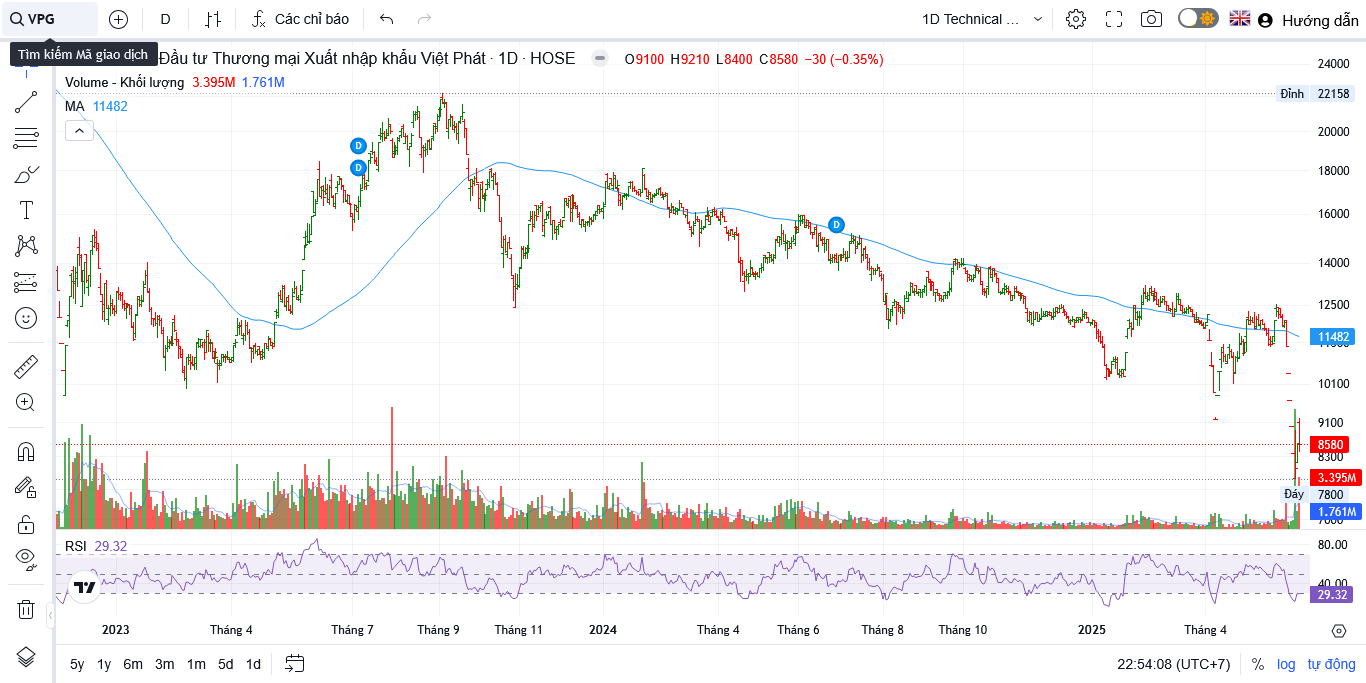 VPG D Các chỉ báo 1D Technical ... Hướng dẫn
Tìm kiếm Mã giao dịch
Đầu tư Thương mại Xuất nhập khẩu Việt Phát · 1D · HOSE O9100 H9210 L8400 C8580 −30 (−0.35%)
Volume - Khối lượng 3.395M 1.761M
MA 11482
24000
Đỉnh 22158
20000
18000
16000
14000
12500
11482
10100
9100
8580
8300
3.395M
Đáy 7800
1.761M
D
D
D
RSI 29.32
80.00
40.00
29.32
2023 Tháng 4 Tháng 7 Tháng 9 Tháng 11 2024 Tháng 4 Tháng 6 Tháng 8 Tháng 10 2025 Tháng 4
5y 1y 6m 3m 1m 5d 1d 22:54:08 (UTC+7) % log tự động